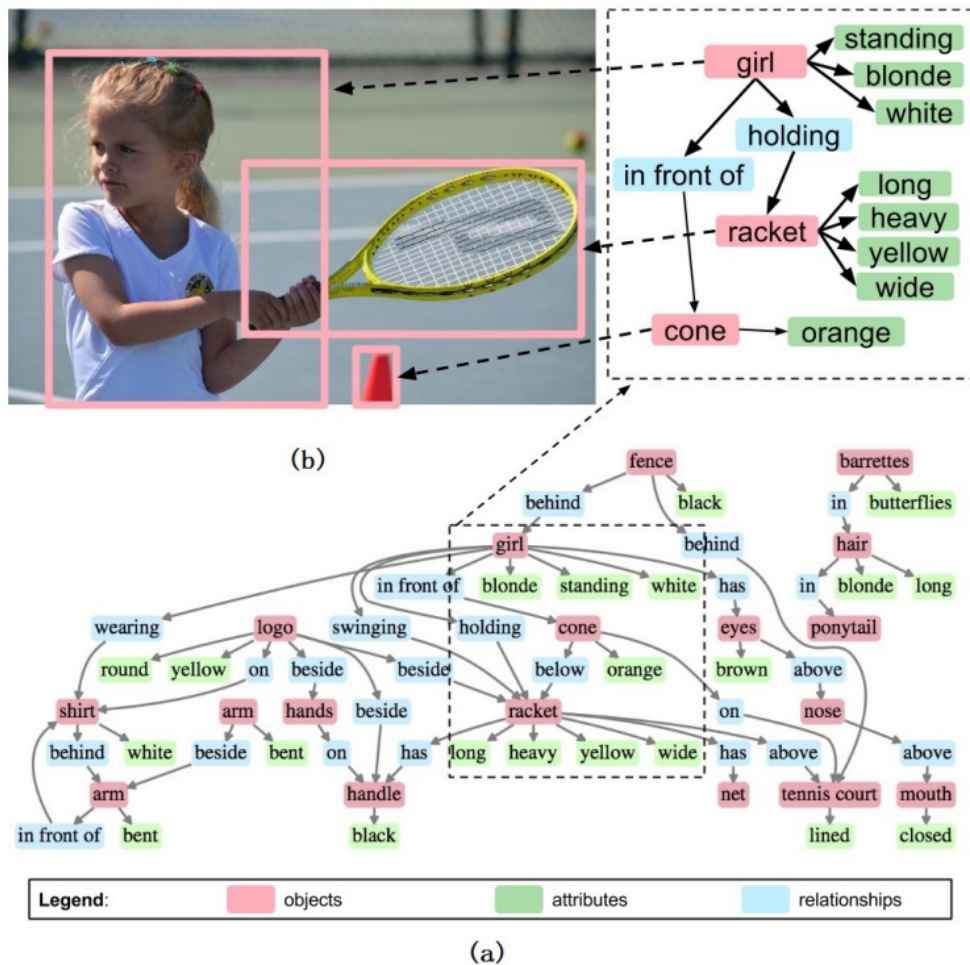 standing
girl
blonde
white
holding
in front of
long
heavy
racket
yellow
wide
cone
orange
(b)
fence
barrettes
behind
black
in
butterflies
girl
behind
hair
in front of
blonde
standing
white
has
in
blonde
long
wearing
logo
swinging
holding
cone
eyes
ponytail
round
yellow
on
beside
beside
below
orange
brown
above
shirt
arm
hands
beside
racket
on
nose
behind
white
beside
bent
on
has
long
heavy
yellow
wide
has
above
above
arm
handle
net
tennis court
mouth
in front of
bent
black
lined
closed
Legend:
objects
attributes
relationships
(a)